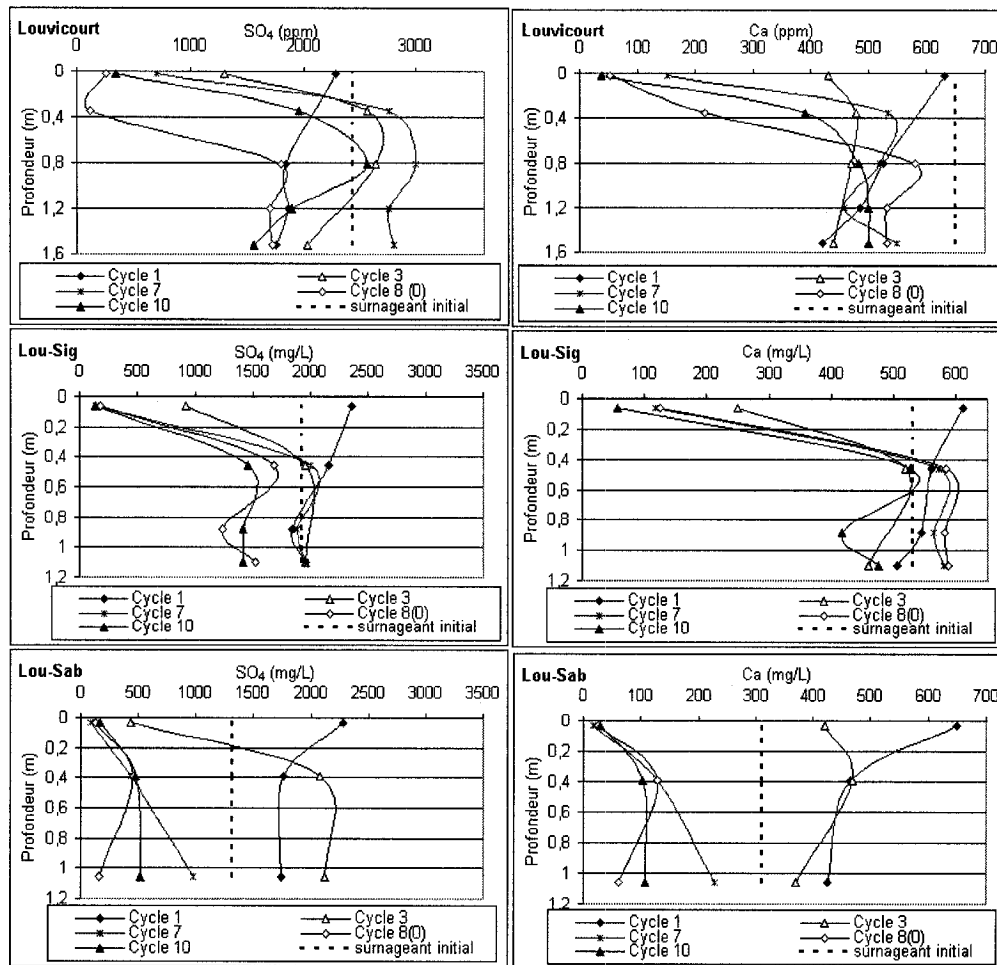 Louvicourt
SO₄ (ppm)
0 1000 2000 3000
Profondeur (m)
0
0,4
0,8
1,2
1,6
Cycle 1
Cycle 3
Cycle 7
Cycle 8 (0)
Cycle 10
surnageant initial
Louvicourt
Ca (ppm)
0 100 200 300 400 500 600 700
Profondeur (m)
0
0,4
0,8
1,2
1,6
Cycle 1
Cycle 3
Cycle 7
Cycle 8 (0)
Cycle 10
surnageant initial
Lou-Sig
SO₄ (mg/L)
0 500 1000 1500 2000 2500 3000 3500
Profondeur (m)
0
0,2
0,4
0,6
0,8
1
1,2
Cycle 1
Cycle 3
Cycle 7
Cycle 8(0)
Cycle 10
surnageant initial
Lou-Sig
Ca (mg/L)
0 100 200 300 400 500 600
Profondeur (m)
0
0,2
0,4
0,6
0,8
1
1,2
Cycle 1
Cycle 3
Cycle 7
Cycle 8(0)
Cycle 10
surnageant initial
Lou-Sab
SO₄ (mg/L)
0 500 1000 1500 2000 2500 3000 3500
Profondeur (m)
0
0,2
0,4
0,6
0,8
1
1,2
Cycle 1
Cycle 3
Cycle 7
Cycle 8(0)
Cycle 10
surnageant initial
Lou-Sab
Ca (mg/L)
0 100 200 300 400 500 600 700
Profondeur (m)
0
0,2
0,4
0,6
0,8
1
1,2
Cycle 1
Cycle 3
Cycle 7
Cycle 8(0)
Cycle 10
surnageant initial